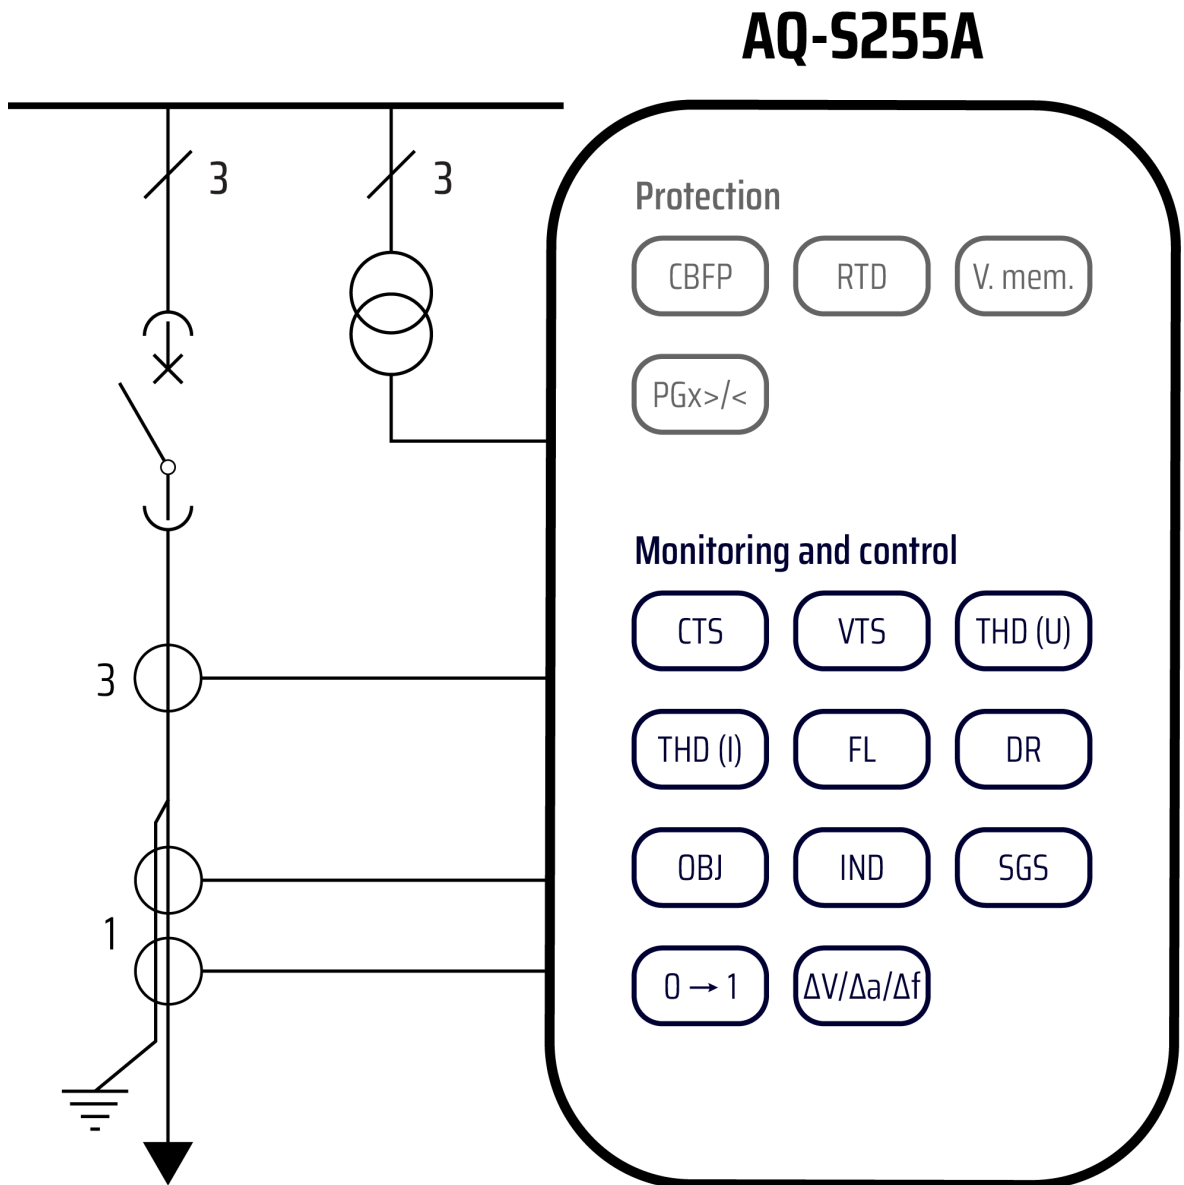 AQ-S255A
3
3
Protection
CBFP RTD V. mem.
PGx>/<
Monitoring and control
CTS VTS THD (U)
3
THD (I) FL DR
OBJ IND SGS
1
0 → 1 ΔV/Δa/Δf